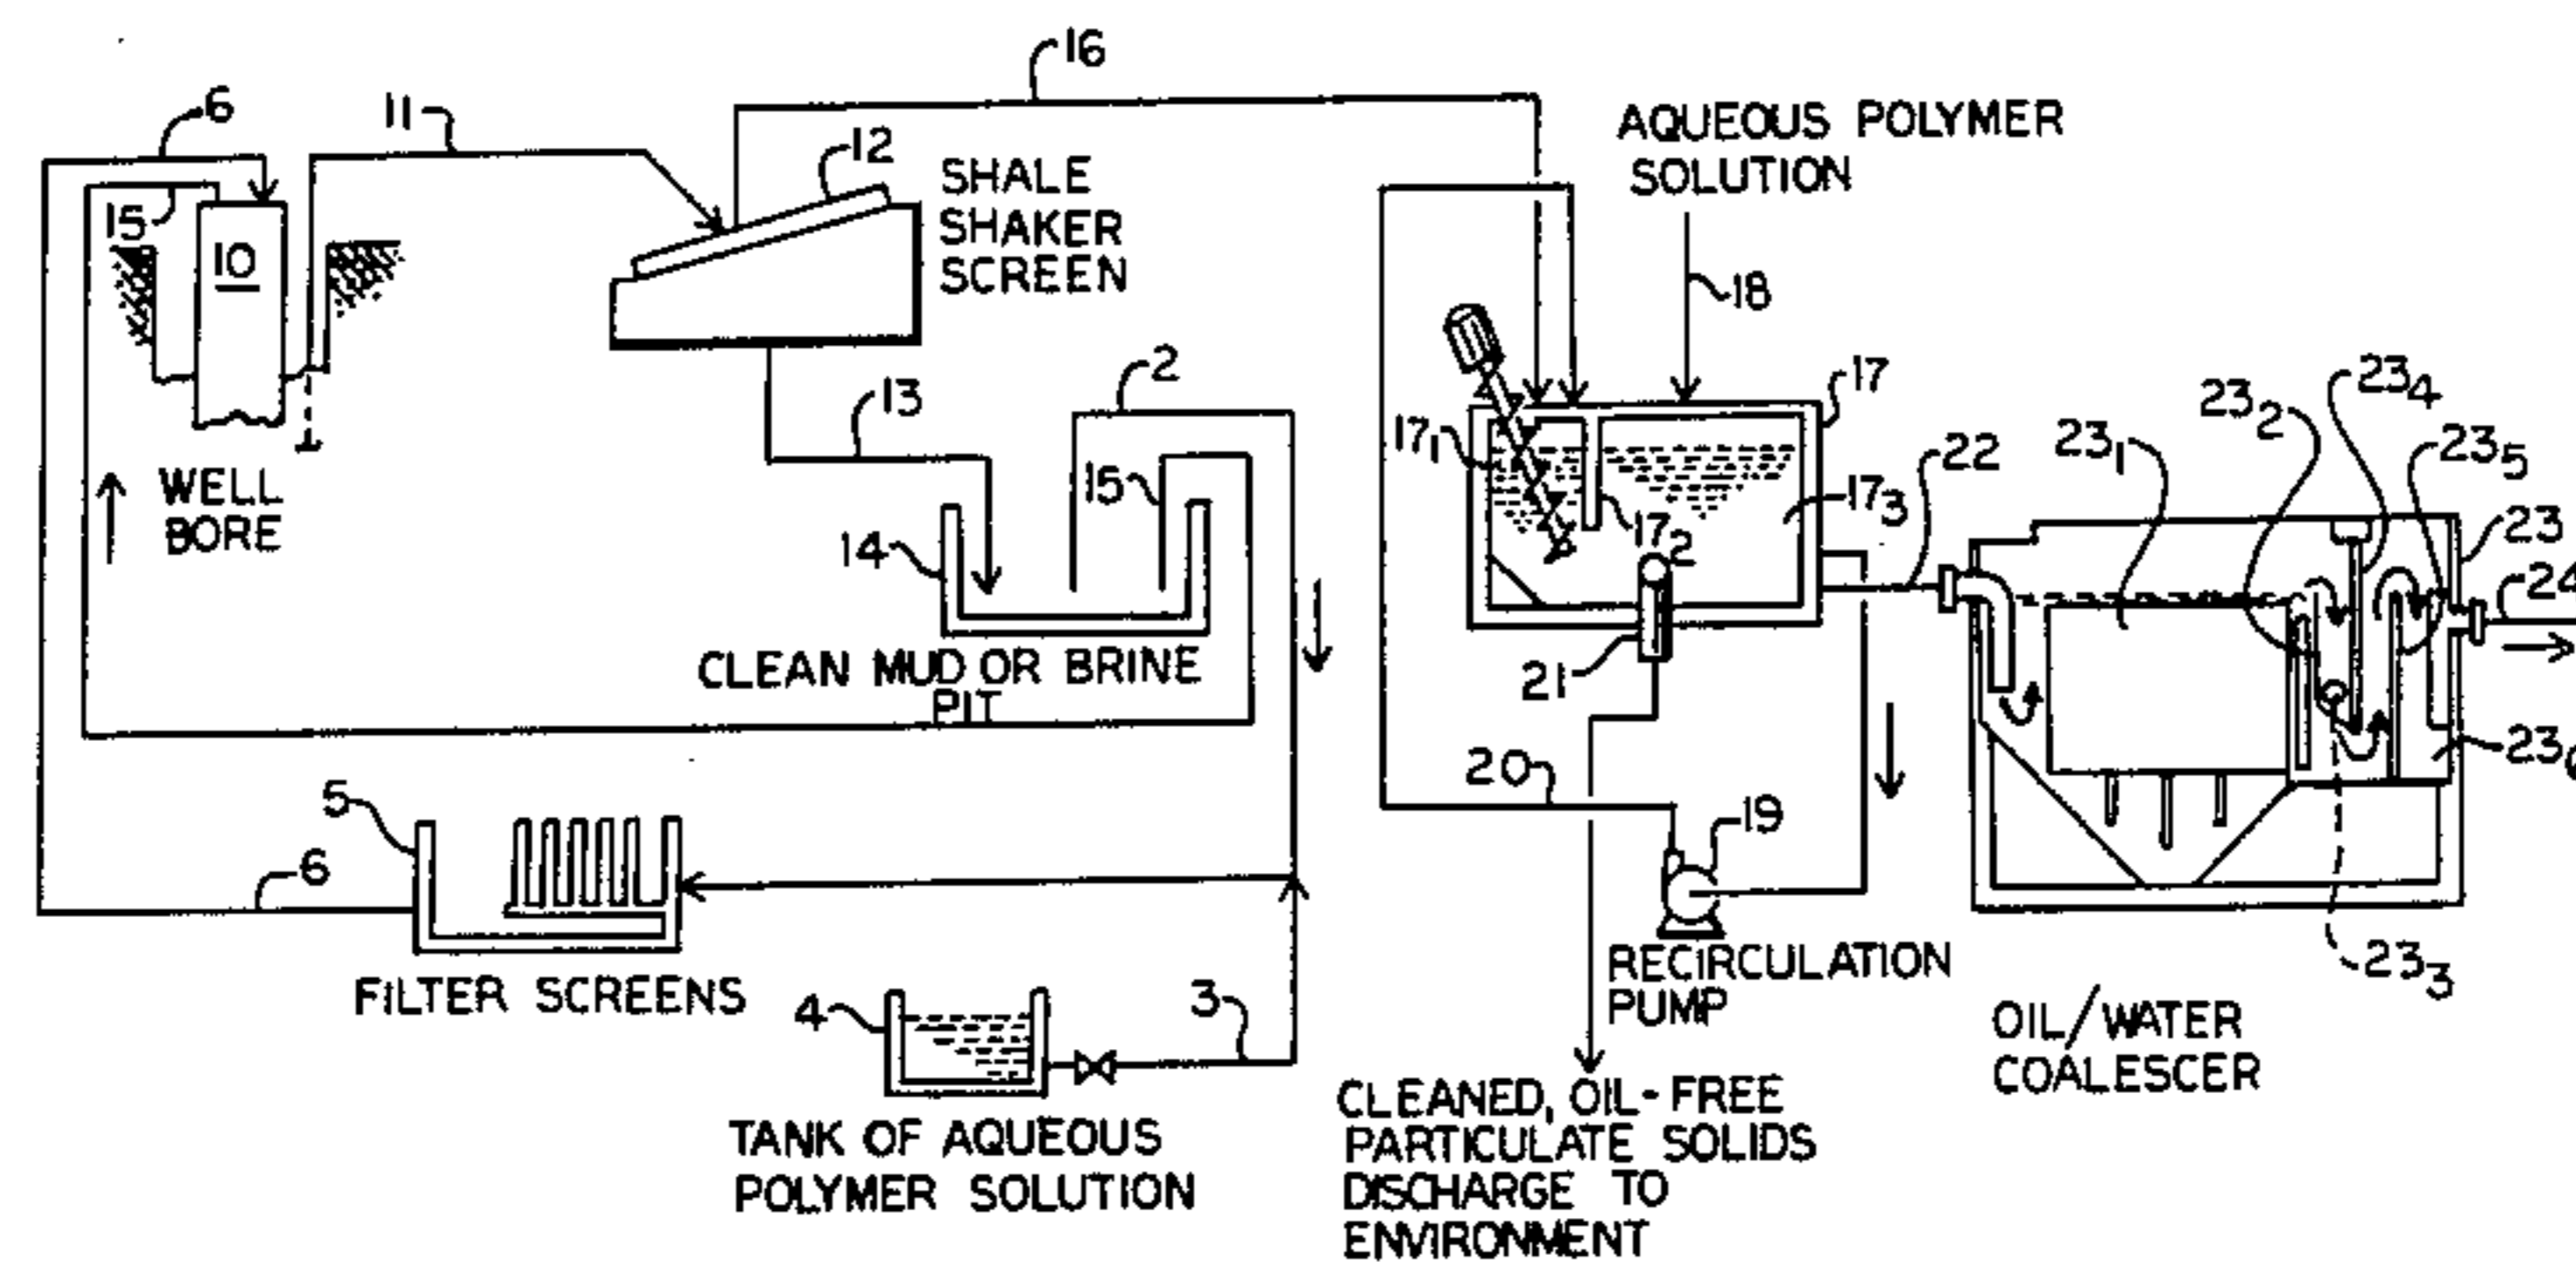 16
6
11
12
15
10
SHALE
SHAKER
SCREEN
AQUEOUS POLYMER
SOLUTION
18
WELL
BORE
13
2
15
14
CLEAN MUD OR BRINE
PIT
17₁
17
17₂
17₃
22
21
20
19
RECIRCULATION
PUMP
23₁
23₂
23₄
23₅
23
24
23₃
OIL/WATER
COALESCER
5
6
FILTER SCREENS
4
3
TANK OF AQUEOUS
POLYMER SOLUTION
CLEANED, OIL-FREE
PARTICULATE SOLIDS
DISCHARGE TO
ENVIRONMENT